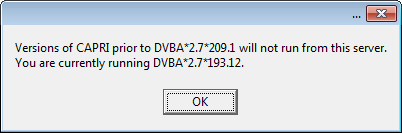 ...
Versions of CAPRI prior to DVBA*2.7*209.1 will not run from this server.
You are currently running DVBA*2.7*193.12.
OK